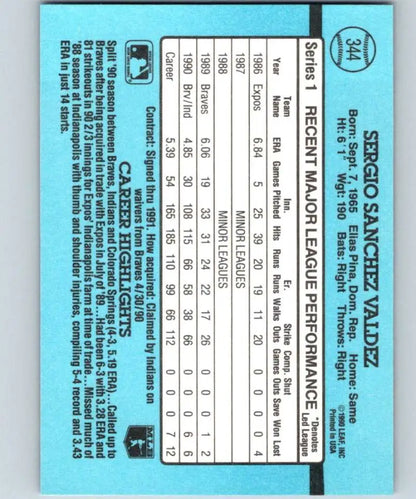 344
SERGIO SANCHEZ VALDEZ
Born: Sept. 7, 1965 Elias Pina, Dom. Rep. Home: Same
Ht: 6'1" Wgt: 190 Bats: Right Throws: Right
©1990 LEAF, INC
Printed in USA
Series 1 RECENT MAJOR LEAGUE PERFORMANCE *Denotes Led League
Team Inn. Er. Strike Comp. Shut
Year Name ERA Games Pitched Hits Runs Runs Walks Outs Games Outs Save Won Lost
1986 Expos 6.84 5 25 39 20 19 11 20 0 0 0 0 4
1987 MINOR LEAGUES
1988 MINOR LEAGUES
1989 Braves 6.06 19 33 31 24 22 17 26 0 0 0 1 2
1990 Brv/Ind 4.85 30 108 115 66 58 38 66 0 0 0 6 6
Career 5.39 54 165 185 110 99 66 112 0 0 0 7 12
Contract: Signed thru 1991. How acquired: Claimed by Indians on
waivers from Braves 4/30/90
CAREER HIGHLIGHTS
Split '90 season between Braves, Indians and Colorado Springs (4-3, 5.19 ERA)... Called up to
Braves after being acquired in trade with Expos in July of '89... Had been 6-3 with 3.28 ERA and
81 strikeouts in 90 2/3 innings for Expos' Indianapolis farm at time of trade... Missed much of
'88 season at Indianapolis with thumb and shoulder injuries, compiling 5-4 record and 3.43
ERA in just 14 starts.